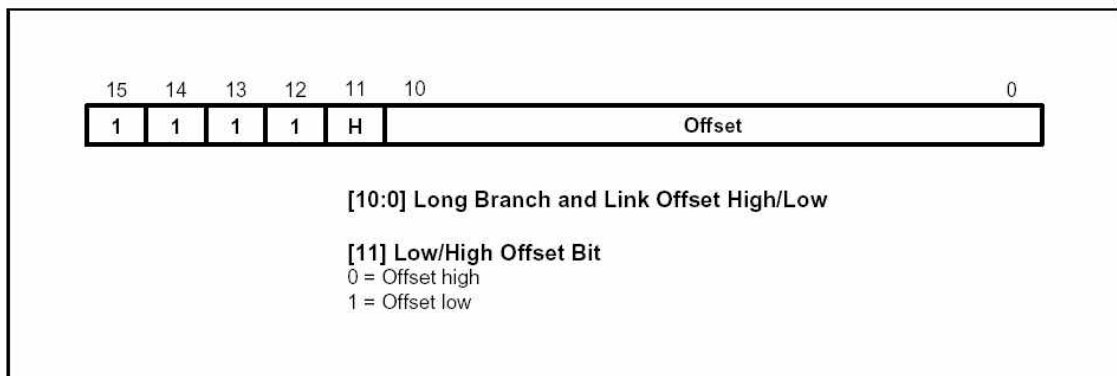 15 14 13 12 11 10 0
1 1 1 1 H Offset
[10:0] Long Branch and Link Offset High/Low
[11] Low/High Offset Bit
0 = Offset high
1 = Offset low